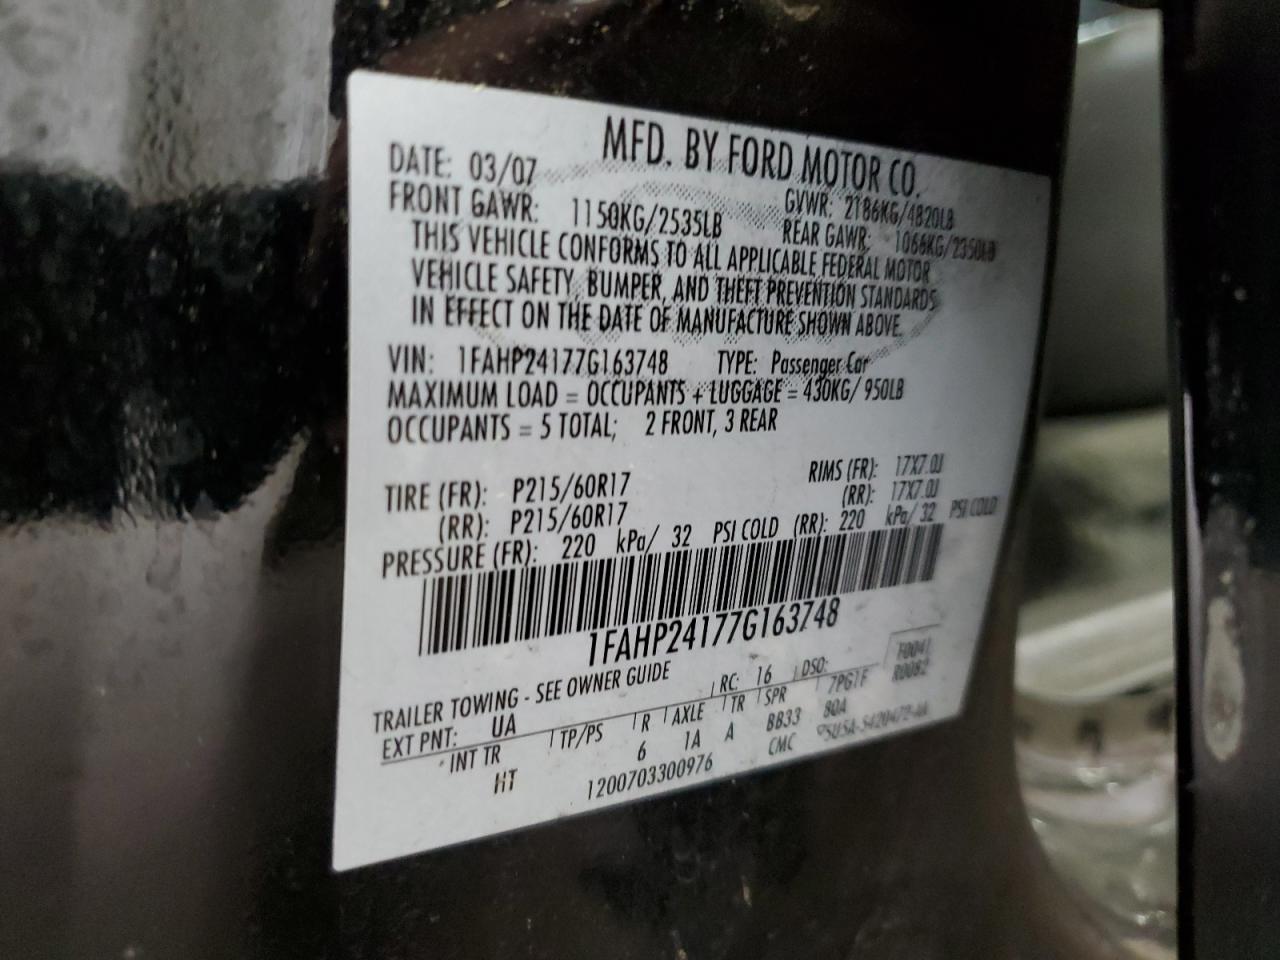 MFD. BY FORD MOTOR CO.
DATE: 03/07 GVWR: 2186KG/4820LB
FRONT GAWR: 1150KG/2535LB REAR GAWR: 1066KG/2350LB
THIS VEHICLE CONFORMS TO ALL APPLICABLE FEDERAL MOTOR
VEHICLE SAFETY, BUMPER, AND THEFT PREVENTION STANDARDS
IN EFFECT ON THE DATE OF MANUFACTURE SHOWN ABOVE.
VIN: 1FAHP24177G163748 TYPE: Passenger Car
MAXIMUM LOAD = OCCUPANTS + LUGGAGE = 430KG/ 950LB
OCCUPANTS = 5 TOTAL; 2 FRONT, 3 REAR
TIRE (FR): P215/60R17 RIMS (FR): 17X7.0J
(RR): P215/60R17 (RR): 17X7.0J
PRESSURE (FR): 220 kPa/ 32 PSI COLD (RR): 220 kPa/ 32 PSI COLD
1FAHP24177G163748
TRAILER TOWING - SEE OWNER GUIDE
EXT PNT: UA RC: 16 DSO: F0041
R0082
INT TR TP/PS R AXLE TR SPR 7PG1F
HT 6 1A A BB33 80A
1200703300976 CMC